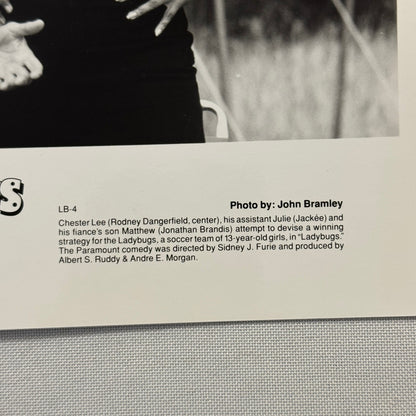 S
LB-4
Photo by: John Bramley
Chester Lee (Rodney Dangerfield, center), his assistant Julie (Jackée) and
his fiance's son Matthew (Jonathan Brandis) attempt to devise a winning
strategy for the Ladybugs, a soccer team of 13-year-old girls, in "Ladybugs."
The Paramount comedy was directed by Sidney J. Furie and produced by
Albert S. Ruddy & Andre E. Morgan.